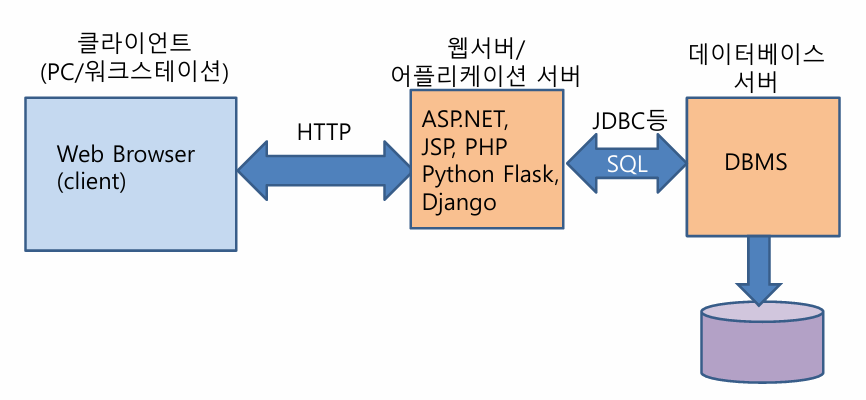 클라이언트
(PC/워크스테이션)
Web Browser
(client)
HTTP
웹서버/
어플리케이션 서버
ASP.NET,
JSP, PHP
Python Flask,
Django
JDBC등
SQL
데이터베이스
서버
DBMS